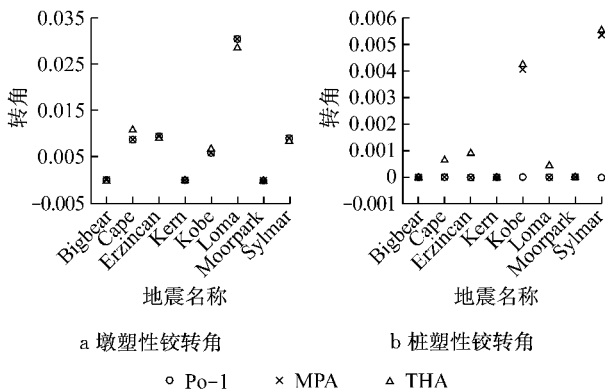 0.035
0.025
0.015
0.005
−0.005
转角
Bigbear
Cape
Erzincan
Kern
Kobe
Loma
Moorpark
Sylmar
地震名称
a 墩塑性铰转角
0.006
0.005
0.004
0.003
0.002
0.001
0
−0.001
转角
Bigbear
Cape
Erzincan
Kern
Kobe
Loma
Moorpark
Sylmar
地震名称
b 桩塑性铰转角
Po-1
MPA
THA